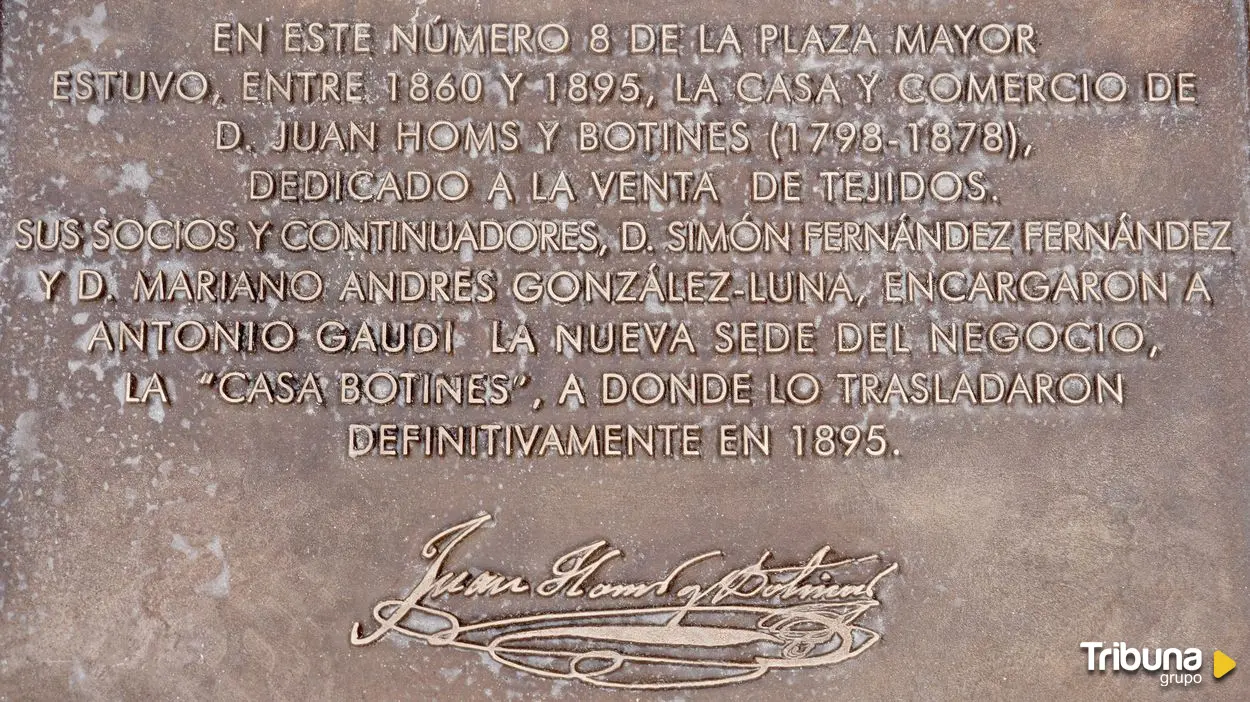 EN ESTE NÚMERO 8 DE LA PLAZA MAYOR
ESTUVO, ENTRE 1860 Y 1895, LA CASA Y COMERCIO DE
D. JUAN HOMS Y BOTINES (1798-1878),
DEDICADO A LA VENTA DE TEJIDOS.
SUS SOCIOS Y CONTINUADORES, D. SIMÓN FERNÁNDEZ FERNÁNDEZ
Y D. MARIANO ANDRÉS GONZÁLEZ-LUNA, ENCARGARON A
ANTONIO GAUDÍ LA NUEVA SEDE DEL NEGOCIO,
LA “CASA BOTINES”, A DONDE LO TRASLADARON
DEFINITIVAMENTE EN 1895.
Juan Homs y Botines
Tribuna
grupo